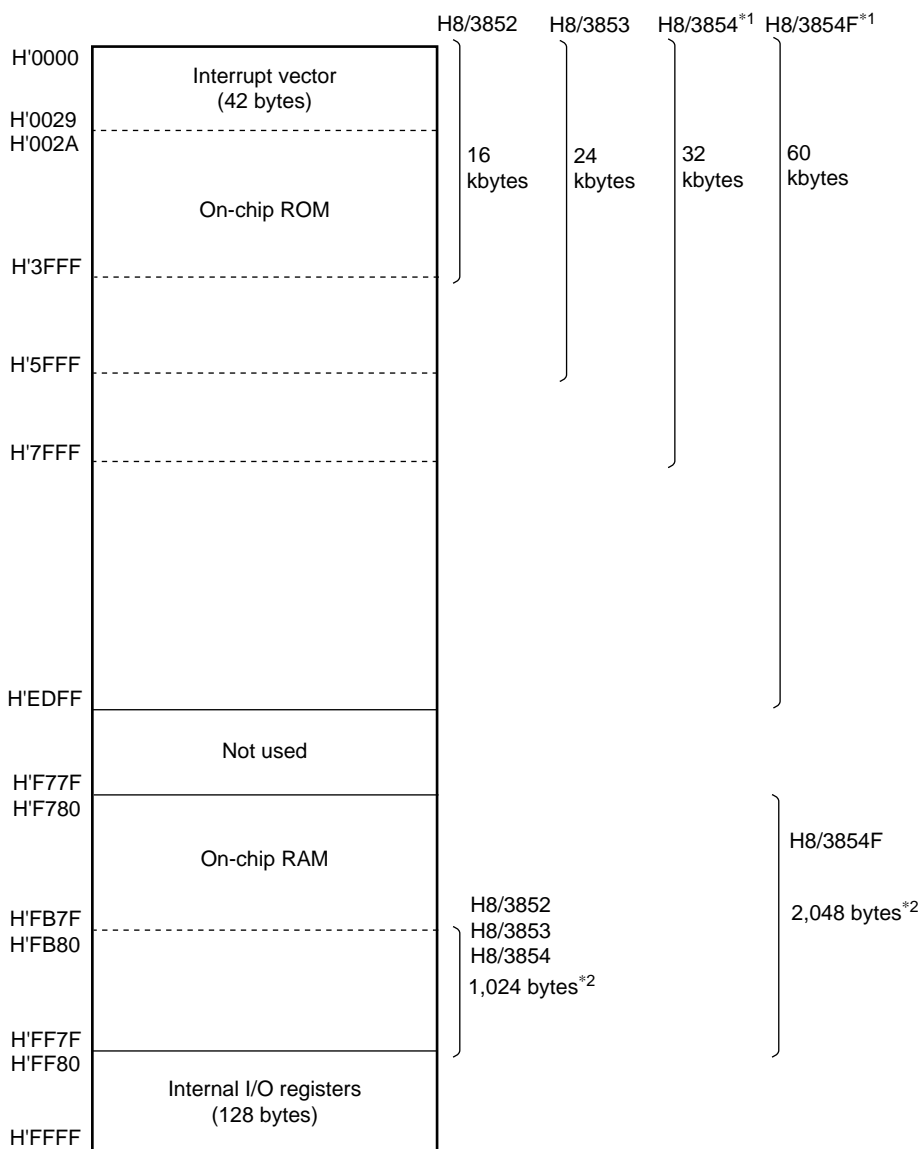 H8/3852 H8/3853 H8/3854*1 H8/3854F*1
H'0000
Interrupt vector
(42 bytes)
H'0029
H'002A
16
kbytes
24
kbytes
32
kbytes
60
kbytes
On-chip ROM
H'3FFF
H'5FFF
H'7FFF
H'EDFF
Not used
H'F77F
H'F780
On-chip RAM
H8/3854F
2,048 bytes*2
H'FB7F
H'FB80
H8/3852
H8/3853
H8/3854
1,024 bytes*2
H'FF7F
H'FF80
Internal I/O registers
(128 bytes)
H'FFFF